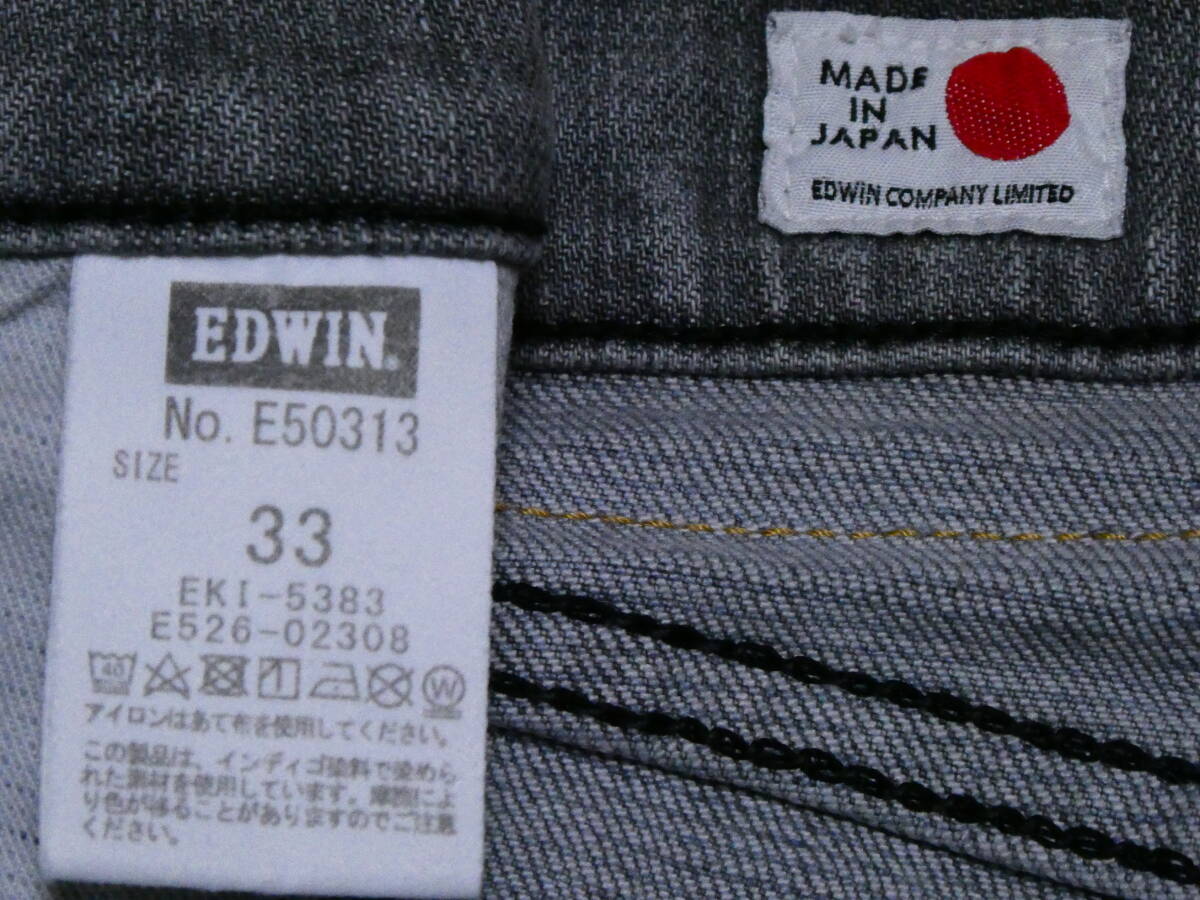 MADE
IN
JAPAN
EDWIN COMPANY LIMITED
EDWIN.
No. E50313
SIZE
33
EKI-5383
E526-02308
40
W
アイロンはあて布を使用してください。
この製品は、インディゴ染料で染めら
れた素材を使用しています。摩擦によ
り色が移ることがありますのでご注意
ください。